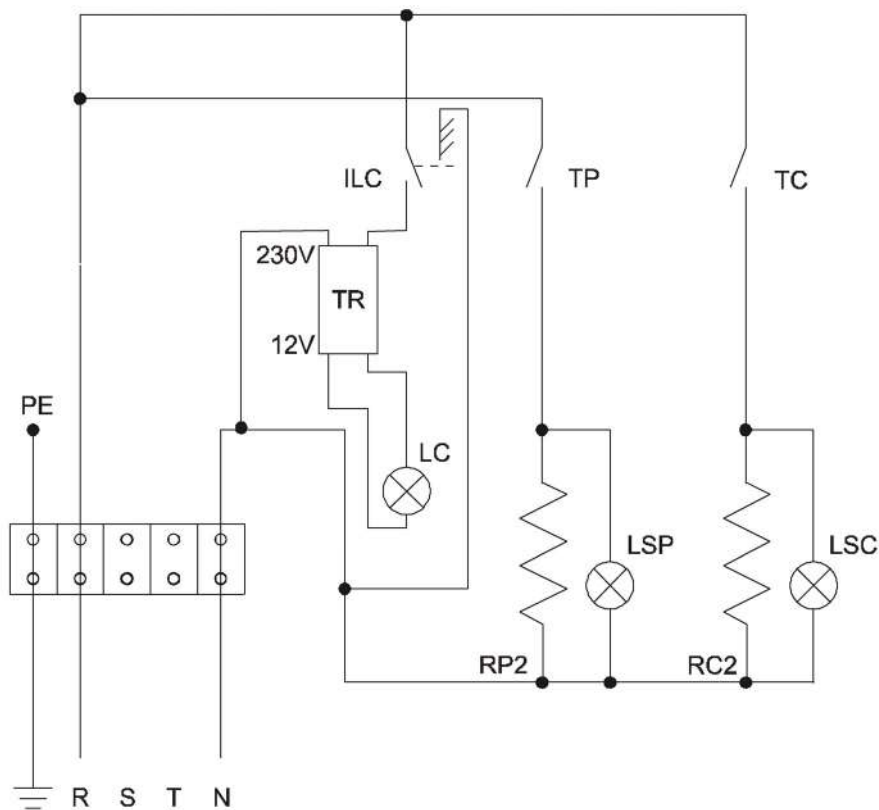 ILC
TP
TC
230V
TR
12V
PE
LC
LSP
LSC
RP2
RC2
R S T N